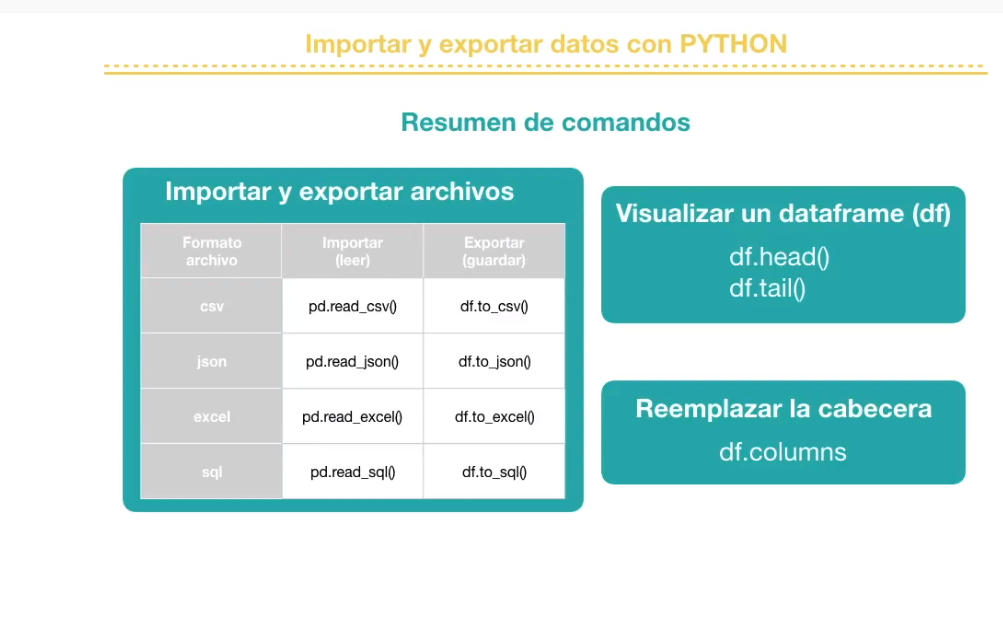 Importar y exportar datos con PYTHON
Resumen de comandos
Importar y exportar archivos
Formato archivo
Importar (leer)
Exportar (guardar)
csv
pd.read_csv()
df.to_csv()
json
pd.read_json()
df.to_json()
excel
pd.read_excel()
df.to_excel()
sql
pd.read_sql()
df.to_sql()
Visualizar un dataframe (df)
df.head()
df.tail()
Reemplazar la cabecera
df.columns